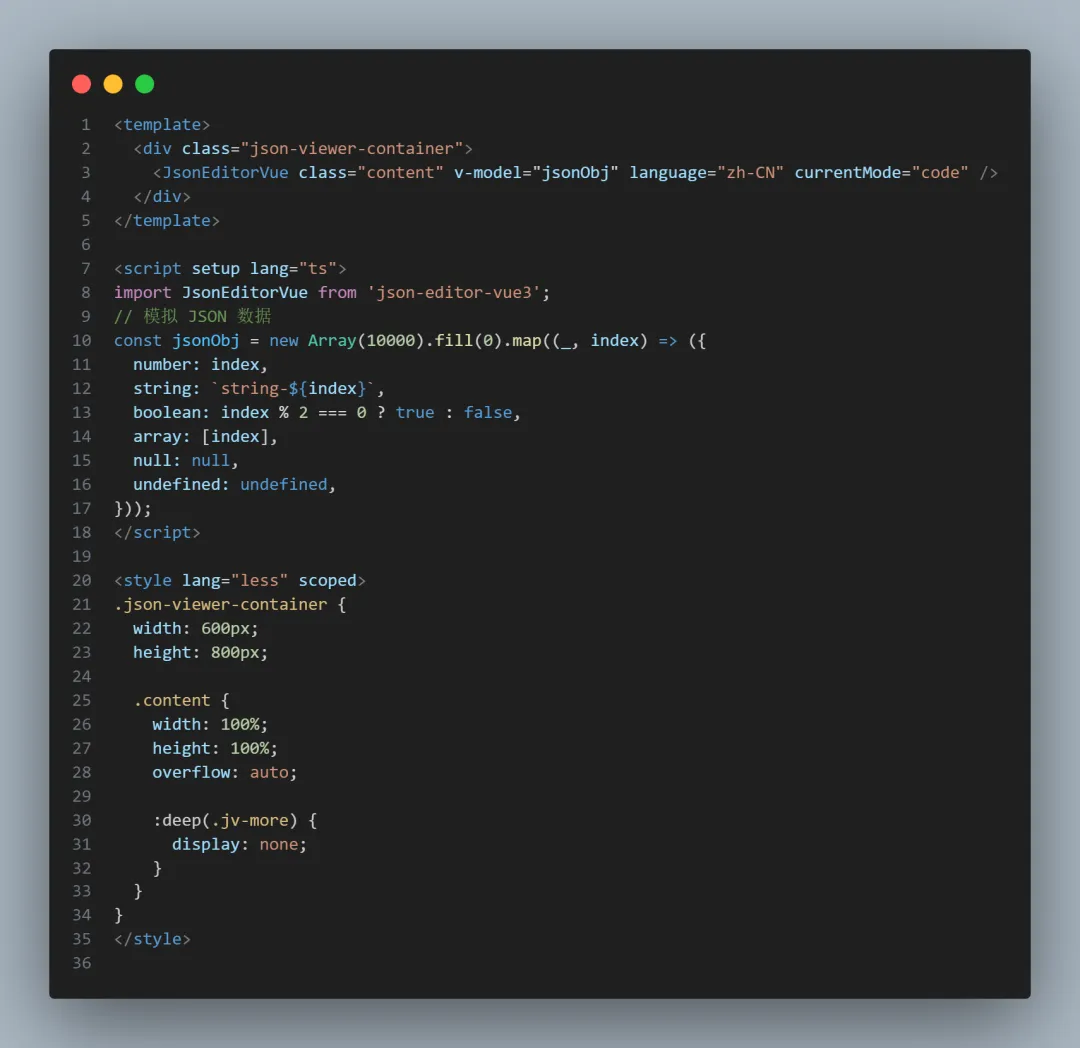 1 <template>
2   <div class="json-viewer-container">
3     <JsonEditorVue class="content" v-model="jsonObj" language="zh-CN" currentMode="code" />
4   </div>
5 </template>
6
7 <script setup lang="ts">
8 import JsonEditorVue from 'json-editor-vue3';
9 // 模拟 JSON 数据
10 const jsonObj = new Array(10000).fill(0).map((_, index) => ({
11   number: index,
12   string: `string-${index}`,
13   boolean: index % 2 === 0 ? true : false,
14   array: [index],
15   null: null,
16   undefined: undefined,
17 }));
18 </script>
19
20 <style lang="less" scoped>
21 .json-viewer-container {
22   width: 600px;
23   height: 800px;
24
25   .content {
26     width: 100%;
27     height: 100%;
28     overflow: auto;
29
30     :deep(.jv-more) {
31       display: none;
32     }
33   }
34 }
35 </style>
36